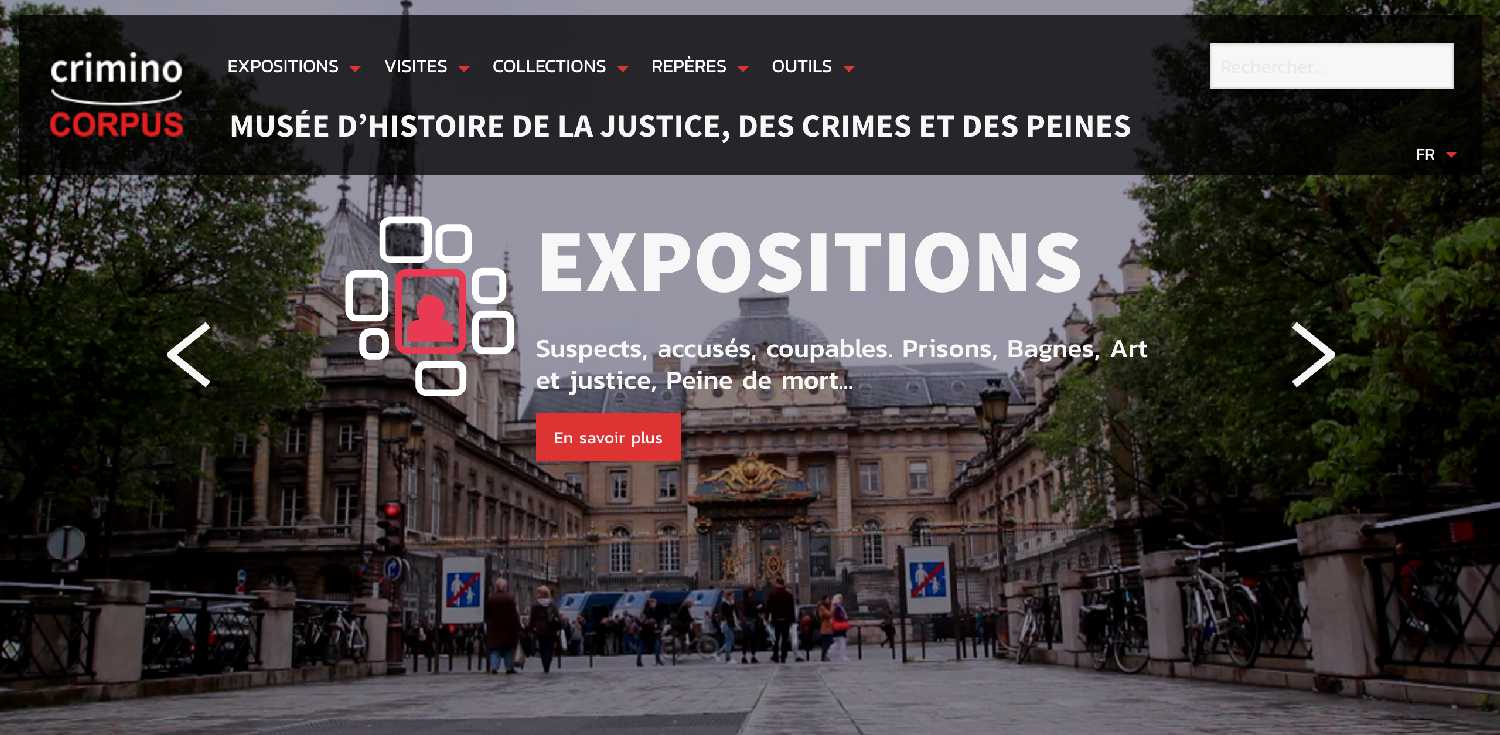 crimino
CORPUS
EXPOSITIONS VISITES COLLECTIONS REPÈRES OUTILS
Rechercher...
MUSÉE D’HISTOIRE DE LA JUSTICE, DES CRIMES ET DES PEINES
FR
EXPOSITIONS
Suspects, accusés, coupables. Prisons, Bagnes, Art
et justice, Peine de mort...
En savoir plus